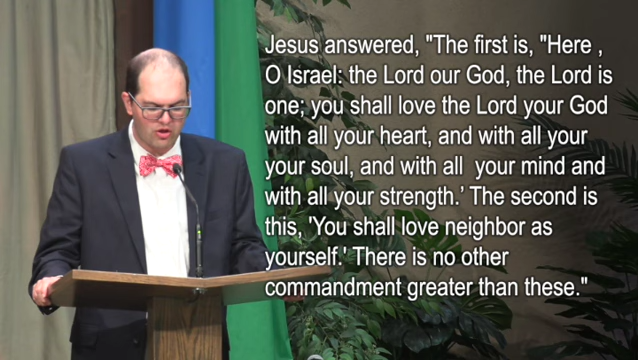 Jesus answered, "The first is, "Here ,
O Israel: the Lord our God, the Lord is
one; you shall love the Lord your God
with all your heart, and with all your
your soul, and with all  your mind and
with all your strength.’ The second is
this, 'You shall love neighbor as
yourself.' There is no other
commandment greater than these."